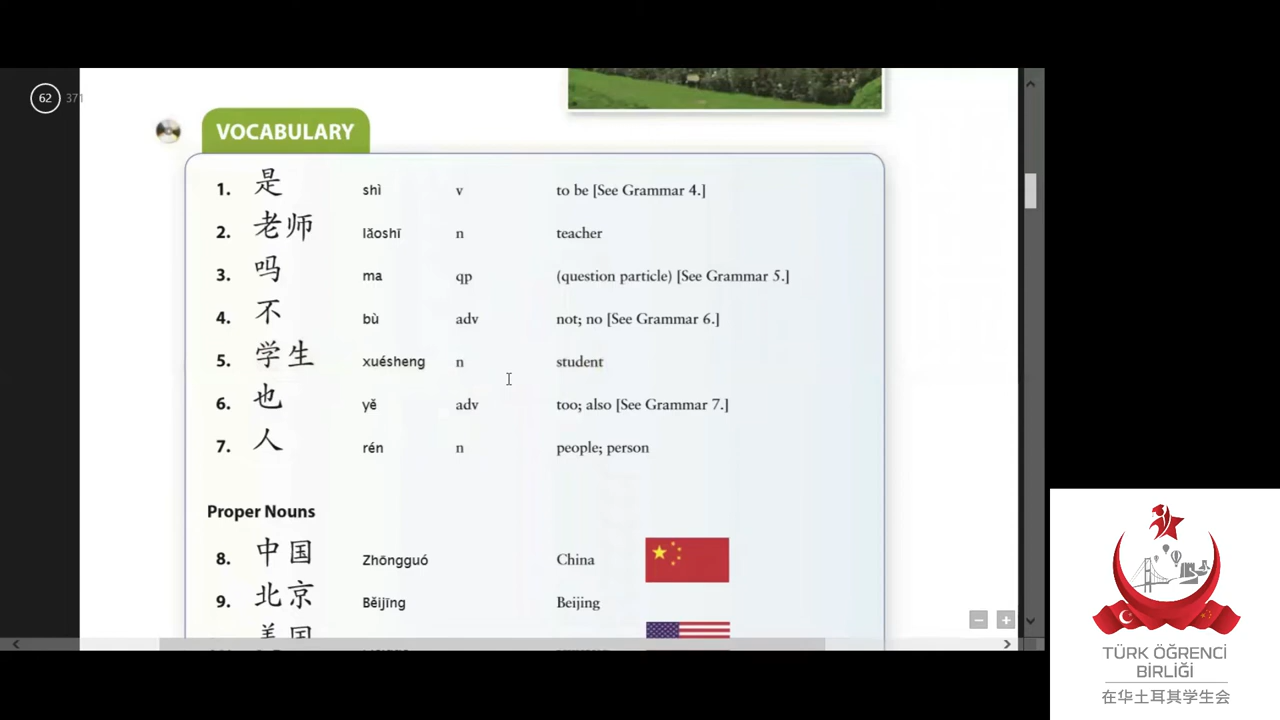 62 371
VOCABULARY
1. 是 shì v to be [See Grammar 4.]
2. 老师 lǎoshī n teacher
3. 吗 ma qp (question particle) [See Grammar 5.]
4. 不 bù adv not; no [See Grammar 6.]
5. 学生 xuésheng n student
6. 也 yě adv too; also [See Grammar 7.]
7. 人 rén n people; person
Proper Nouns
8. 中国 Zhōngguó China
9. 北京 Běijīng Beijing
TÜRK ÖĞRENCİ
BİRLİĞİ
在华土耳其学生会